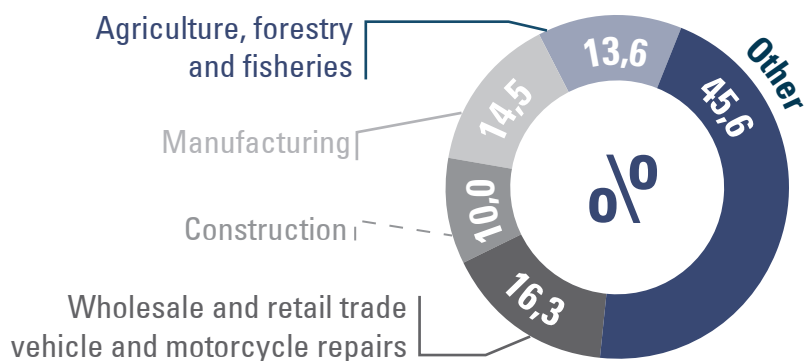 Agriculture, forestry
and fisheries
13,6
Other
45,6
Manufacturing
14,5
%
Construction
10,0
Wholesale and retail trade
vehicle and motorcycle repairs
16,3